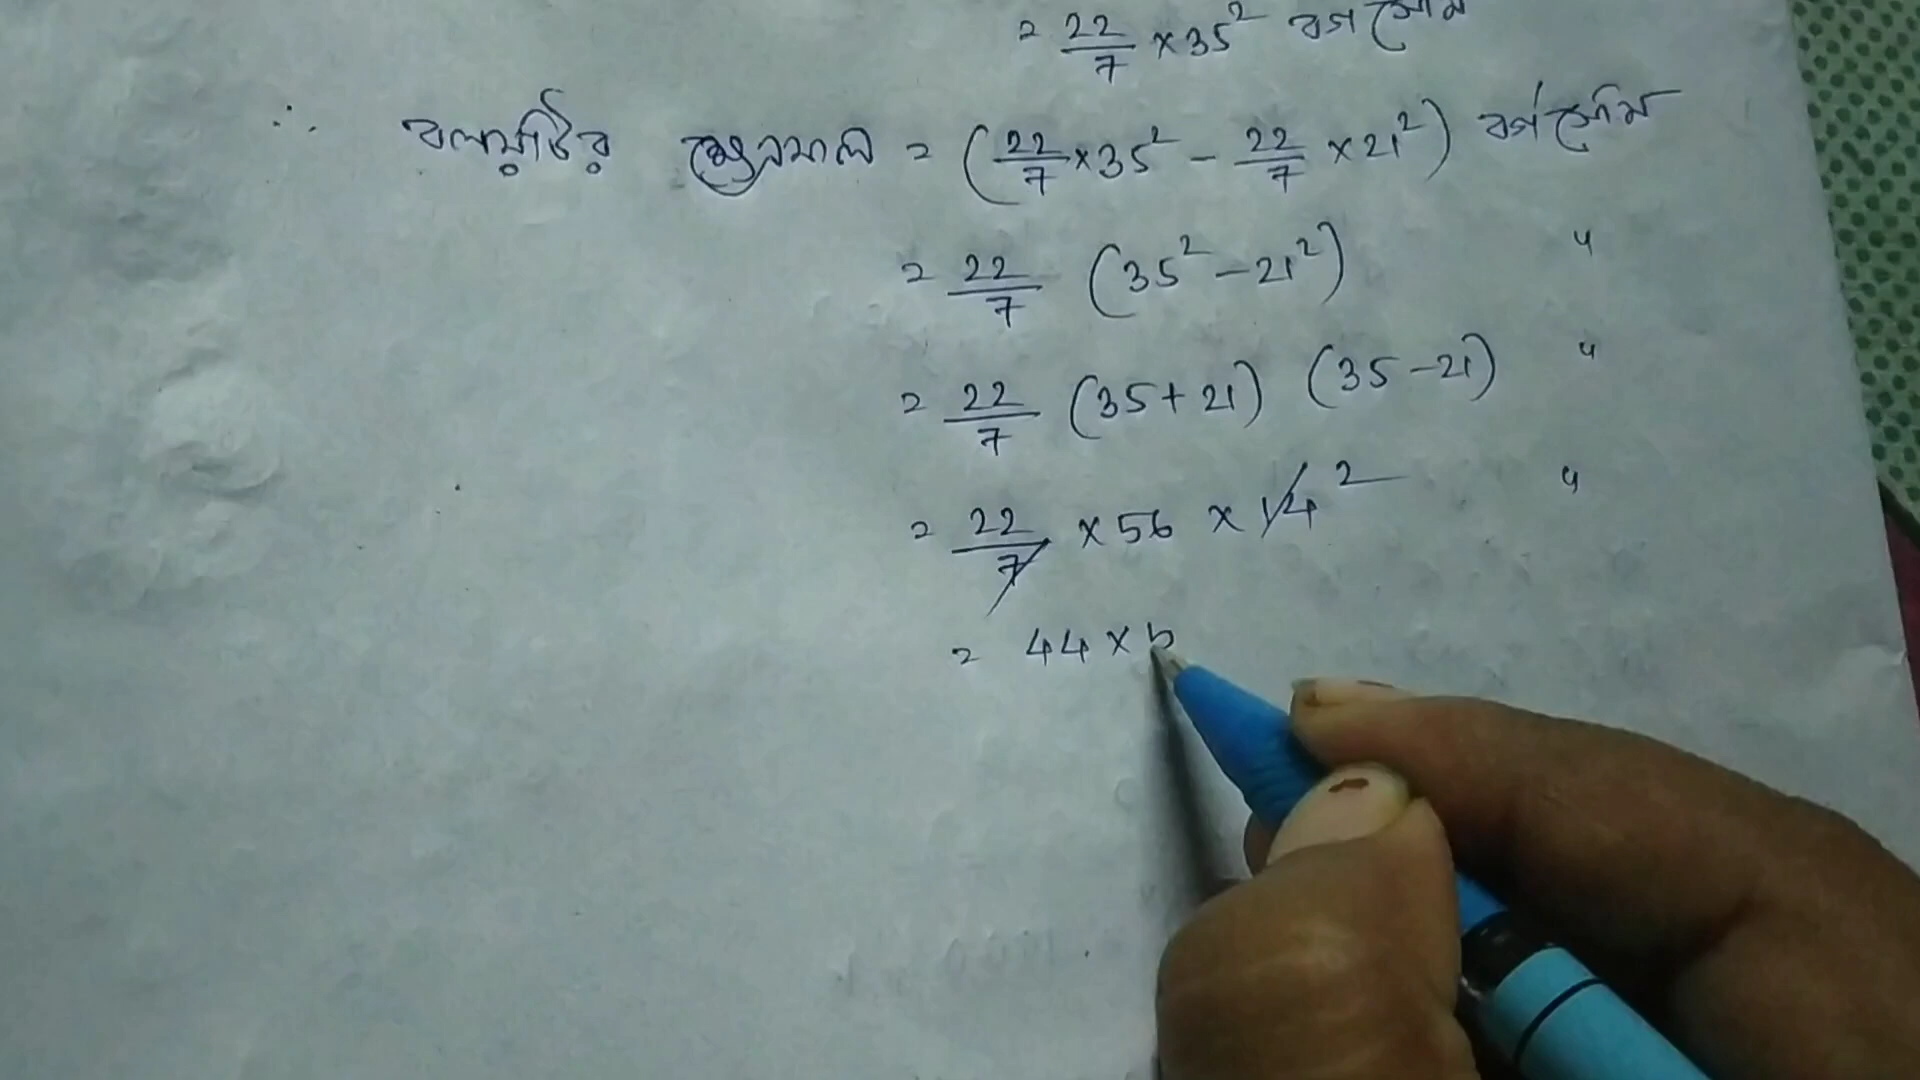 = 22/7 × 35² বর্গ সেমি
∴ বলয়টির ক্ষেত্রফল = (22/7 × 35² − 22/7 × 21²) বর্গ সেমি
= 22/7 (35² − 21²) "
= 22/7 (35 + 21) (35 − 21) "
= 22/7 × 56 × 14 2 "
= 44 × 5